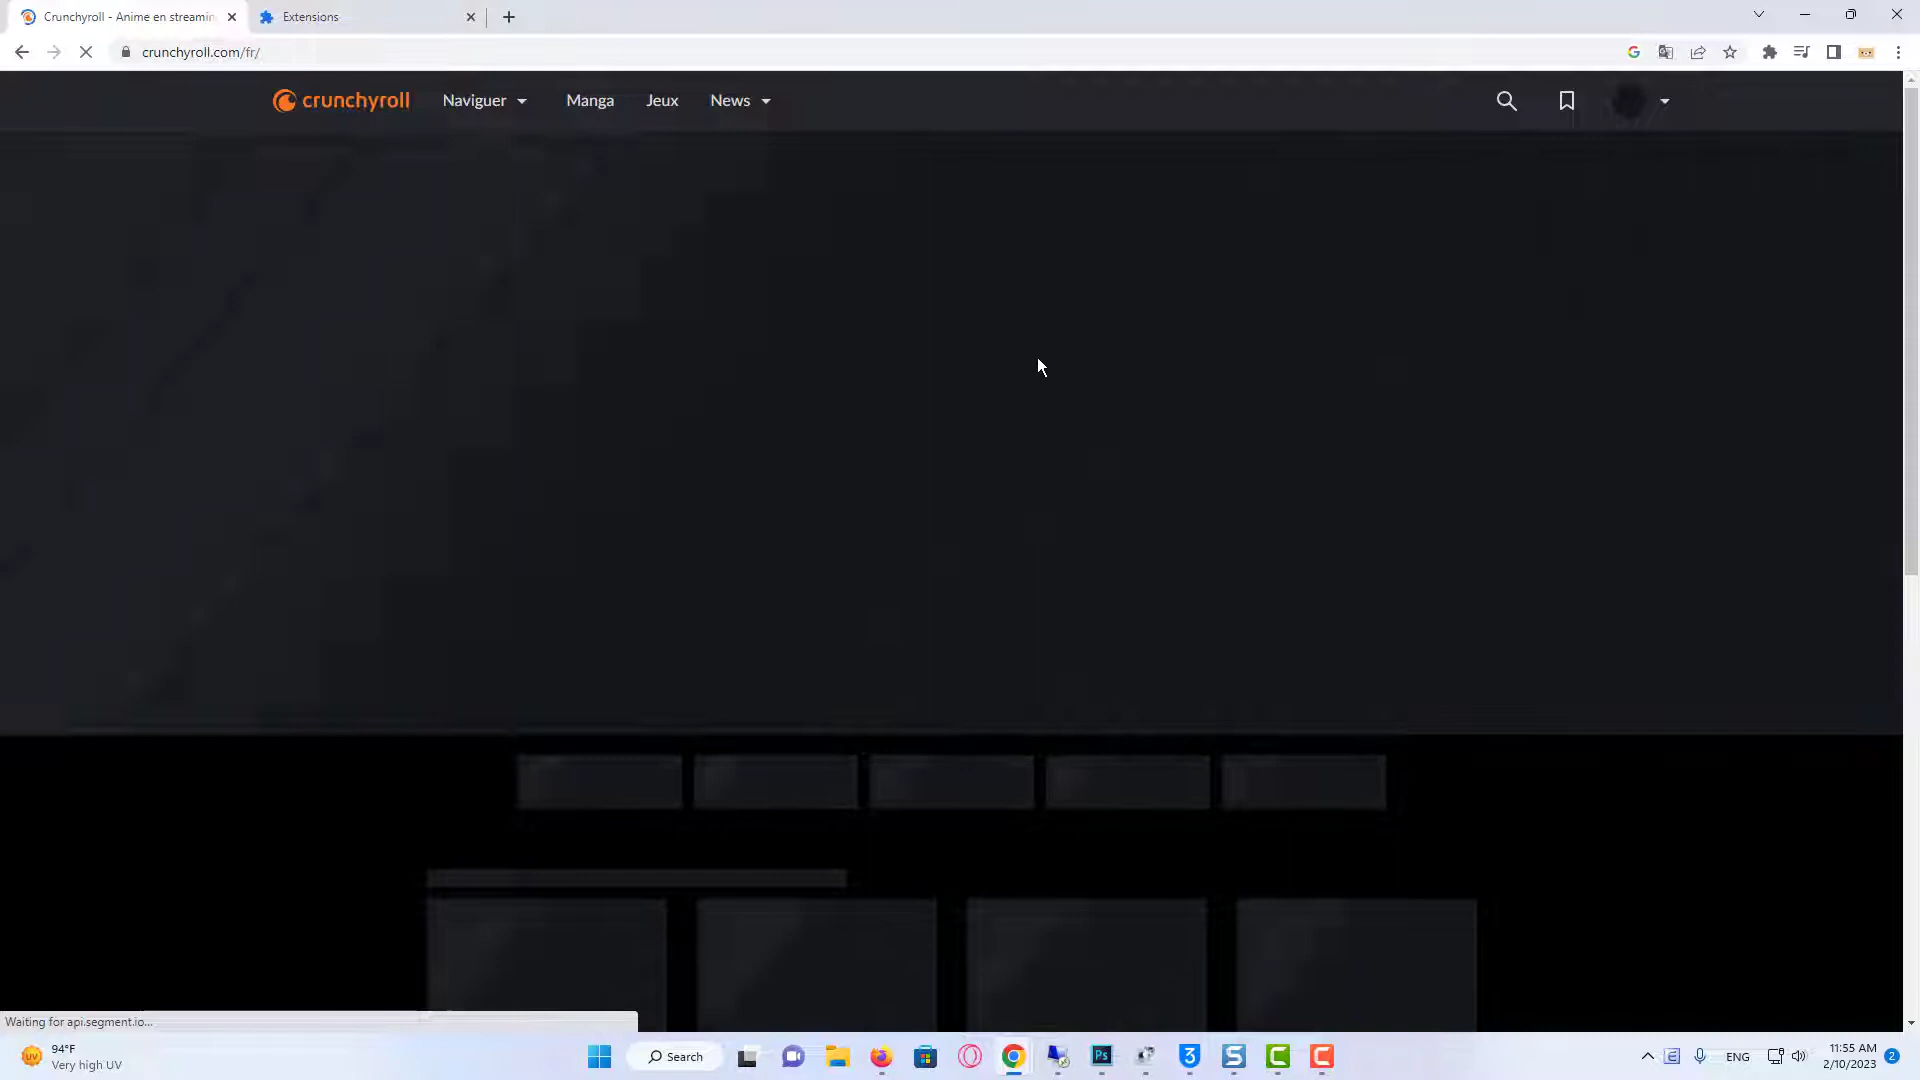 Crunchyroll - Anime en streamin
Extensions
crunchyroll.com/fr/
crunchyroll
Naviguer
Manga
Jeux
News
Waiting for api.segment.io...
94°F
Very high UV
Search
ENG
11:55 AM
2/10/2023
2